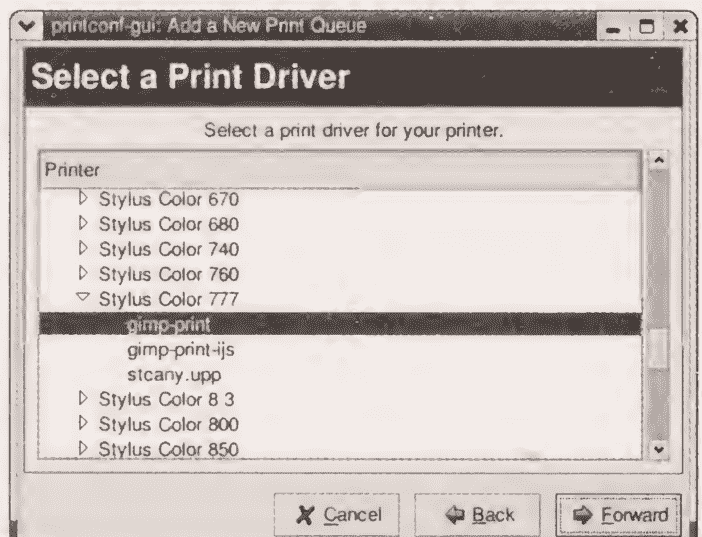 printconf-gui: Add a New Print Queue
Select a Print Driver
Select a print driver for your printer.
Printer
Stylus Color 670
Stylus Color 680
Stylus Color 740
Stylus Color 760
Stylus Color 777
gimp-print
gimp-print-ijs
stcany.upp
Stylus Color 8 3
Stylus Color 800
Stylus Color 850
Cancel Back Forward